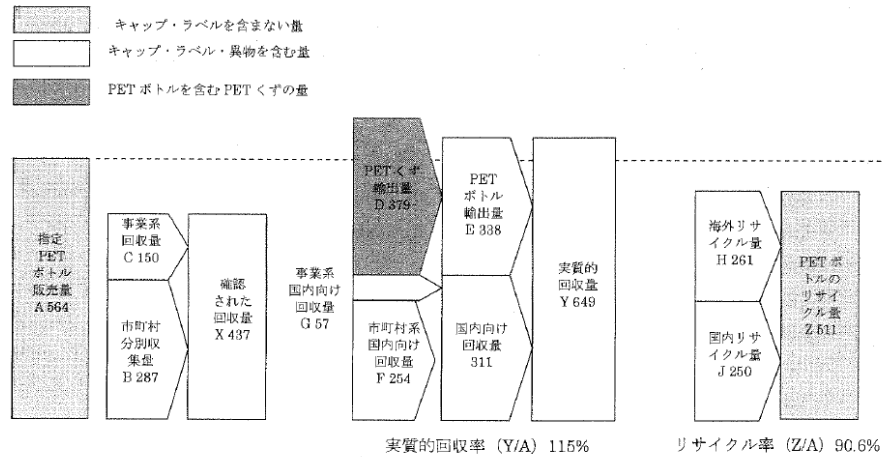 キャップ・ラベルを含まない量
キャップ・ラベル・異物を含む量
PETボトルを含むPETくずの量
指定
PET
ボトル
販売量
A 564
事業系
回収量
C 150
市町村
分別収
集量
B 287
確認
された
回収量
X 437
事業系
国内向け
回収量
G 57
PETくず
輸出量
D 379
市町村系
国内向け
回収量
F 254
PET
ボトル
輸出量
E 338
国内向け
回収量
311
実質的
回収量
Y 649
海外リサ
イクル量
H 261
国内リサ
イクル量
J 250
PETボ
トルの
リサイ
クル量
Z 511
実質的回収率（Y/A）115%
リサイクル率（Z/A）90.6%